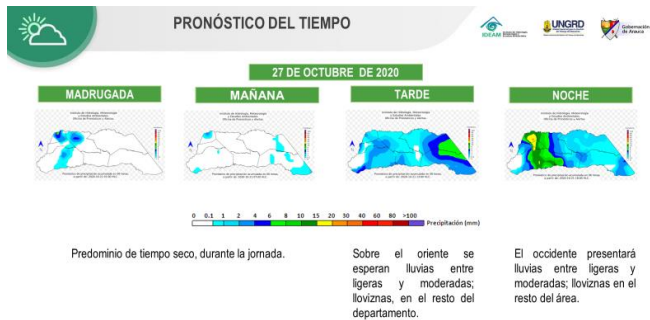 PRONÓSTICO DEL TIEMPO
IDEAM
UNGRD
Gobernación
de Arauca
27 DE OCTUBRE DE 2020
MADRUGADA
MAÑANA
TARDE
NOCHE
0 0.1 1 2 4 6 8 10 15 20 30 40 60 80 >100
Precipitación (mm)
Predominio de tiempo seco, durante la jornada.
Sobre el oriente se
esperan lluvias entre
ligeras y moderadas;
lloviznas, en el resto del
departamento.
El occidente presentará
lluvias entre ligeras y
moderadas; lloviznas en el
resto del área.